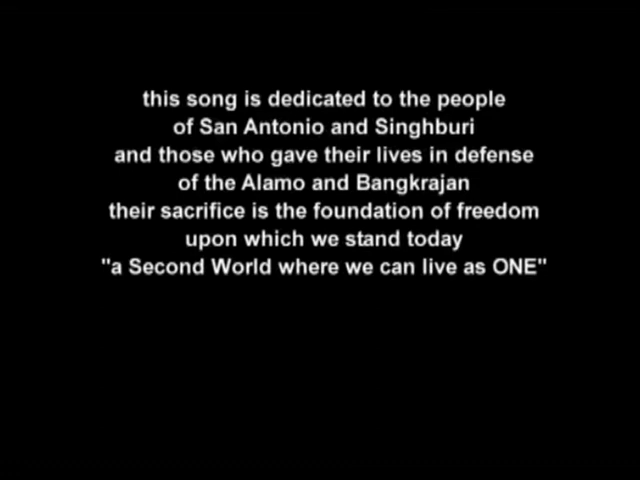 this song is dedicated to the people
of San Antonio and Singhburi
and those who gave their lives in defense
of the Alamo and Bangkrajan
their sacrifice is the foundation of freedom
upon which we stand today
"a Second World where we can live as ONE"